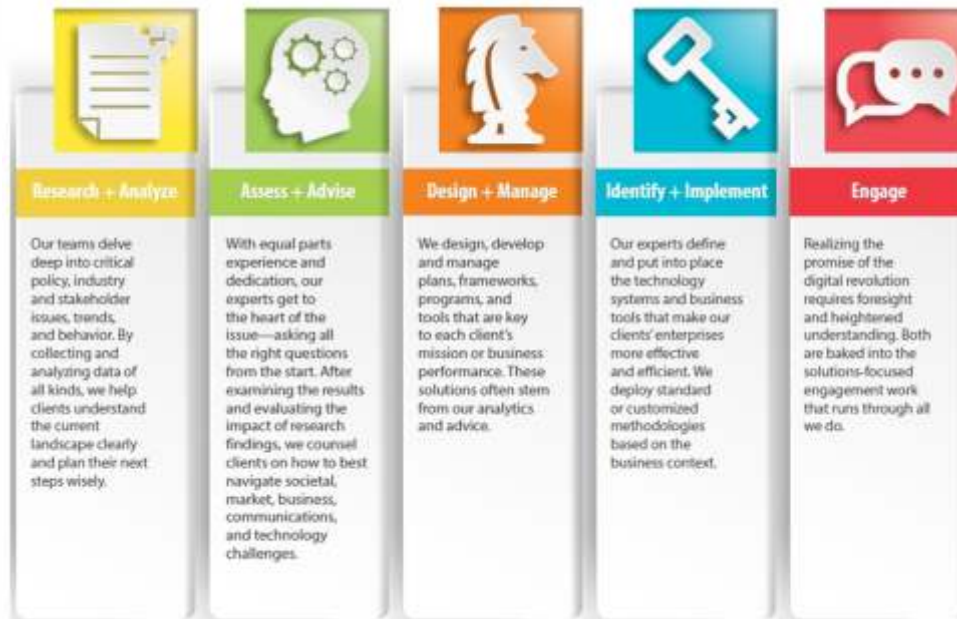 Research + Analyze
Our teams delve
deep into critical
policy, industry
and stakeholder
issues, trends,
and behavior. By
collecting and
analyzing data of
all kinds, we help
clients understand
the current
landscape clearly
and plan their next
steps wisely.
Assess + Advise
With equal parts
experience and
dedication, our
experts get to
the heart of the
issue—asking all
the right questions
from the start. After
examining the results
and evaluating the
impact of research
findings, we counsel
clients on how to best
navigate societal,
market, business,
communications,
and technology
challenges.
Design + Manage
We design, develop
and manage
plans, frameworks,
programs, and
tools that are key
to each client's
mission or business
performance. These
solutions often stem
from our analytics
and advice.
Identify + Implement
Our experts define
and put into place
the technology
systems and business
tools that make our
clients' enterprises
more effective
and efficient. We
deploy standard
or customized
methodologies
based on the
business context.
Engage
Realizing the
promise of the
digital revolution
requires foresight
and heightened
understanding. Both
are baked into the
solutions-focused
engagement work
that runs through all
we do.